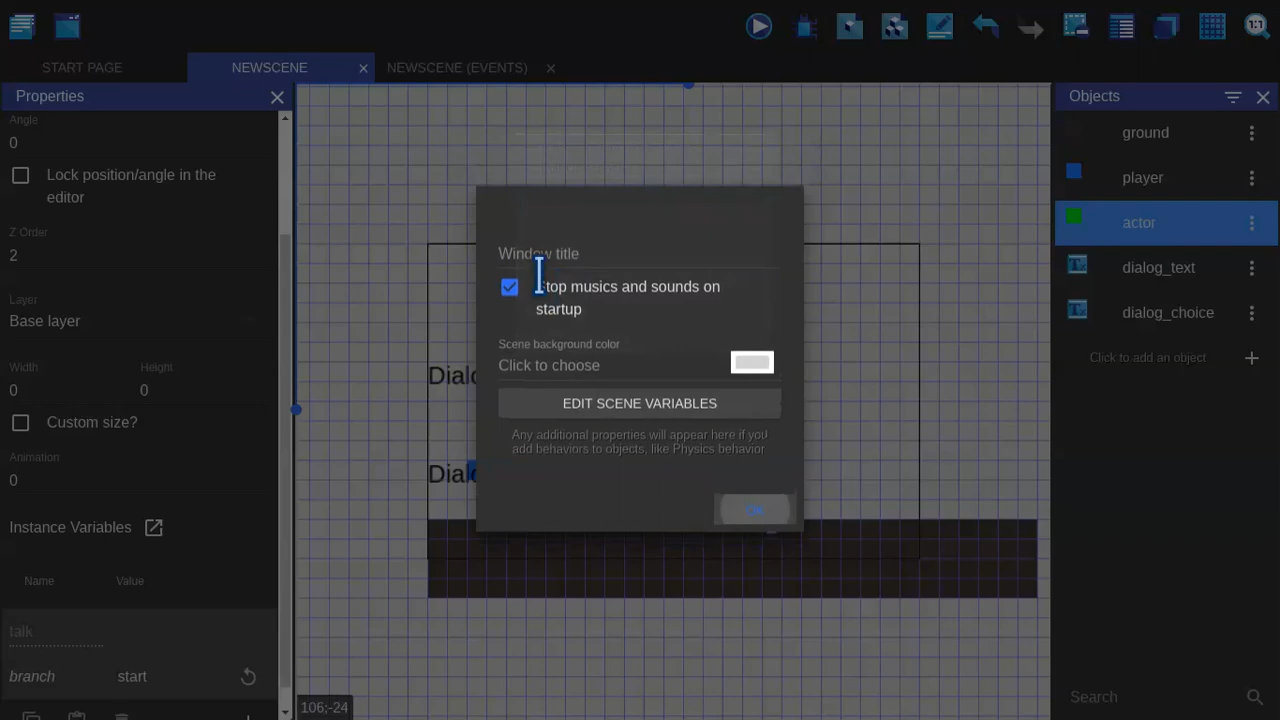 1:1
START PAGE
NEWSCENE
NEWSCENE (EVENTS)
Properties
Angle
0
Lock position/angle in the
editor
Z Order
2
Layer
Base layer
Width Height
0 0
Custom size?
Animation
0
Instance Variables
Name Value
talk
branch start
Window title
Stop musics and sounds on
startup
Scene background color
Click to choose
EDIT SCENE VARIABLES
Any additional properties will appear here if you
add behaviors to objects, like Physics behavior
106;-24
Objects
ground
player
actor
dialog_text
dialog_choice
Click to add an object
Search